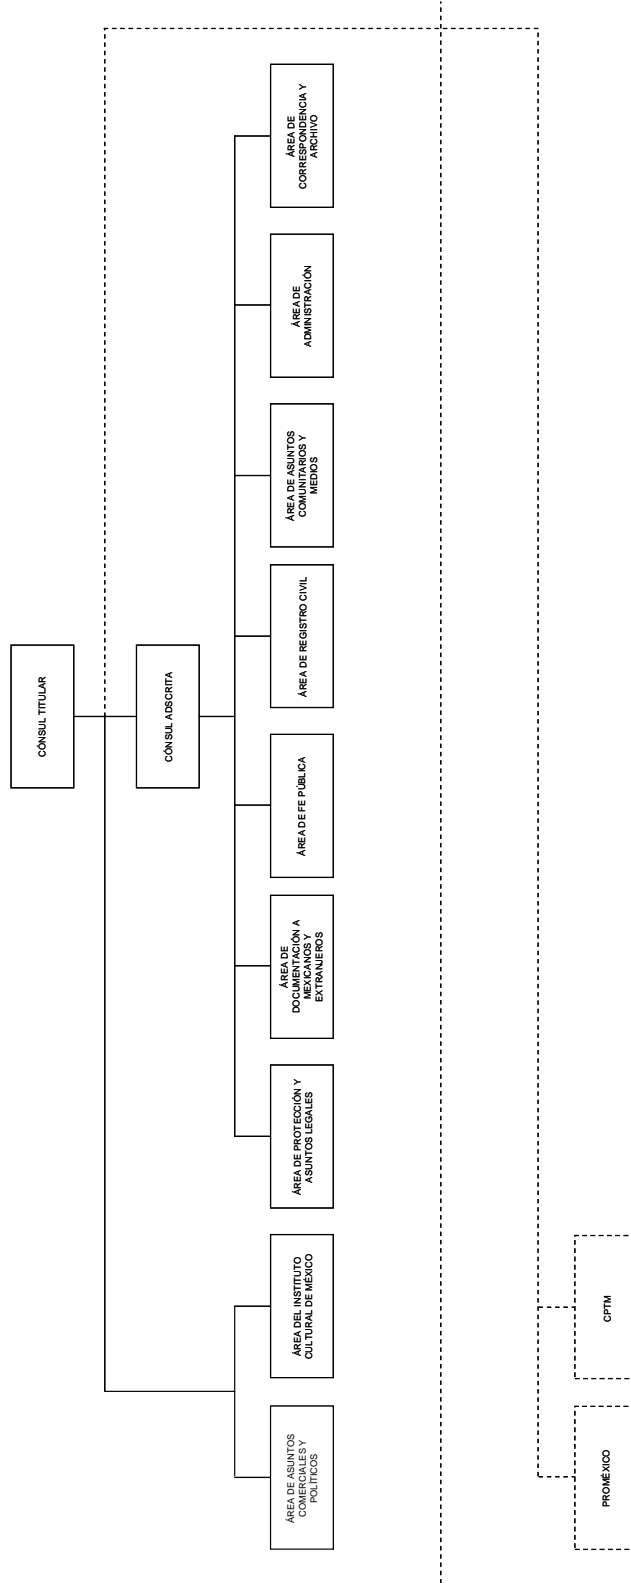 CÓNSUL TITULAR
CÓNSUL ADSCRITA
ÁREA DE ASUNTOS
COMERCIALES Y
POLÍTICOS
ÁREA DEL INSTITUTO
CULTURAL DE MÉXICO
ÁREA DE PROTECCIÓN Y
ASUNTOS LEGALES
ÁREA DE
DOCUMENTACIÓN A
MEXICANOS Y
EXTRANJEROS
ÁREA DE FE PÚBLICA
ÁREA DE REGISTRO CIVIL
ÁREA DE ASUNTOS
COMUNITARIOS Y
MEDIOS
ÁREA DE
ADMINISTRACIÓN
ÁREA DE
CORRESPONDENCIA Y
ARCHIVO
PROMÉXICO
CPTM